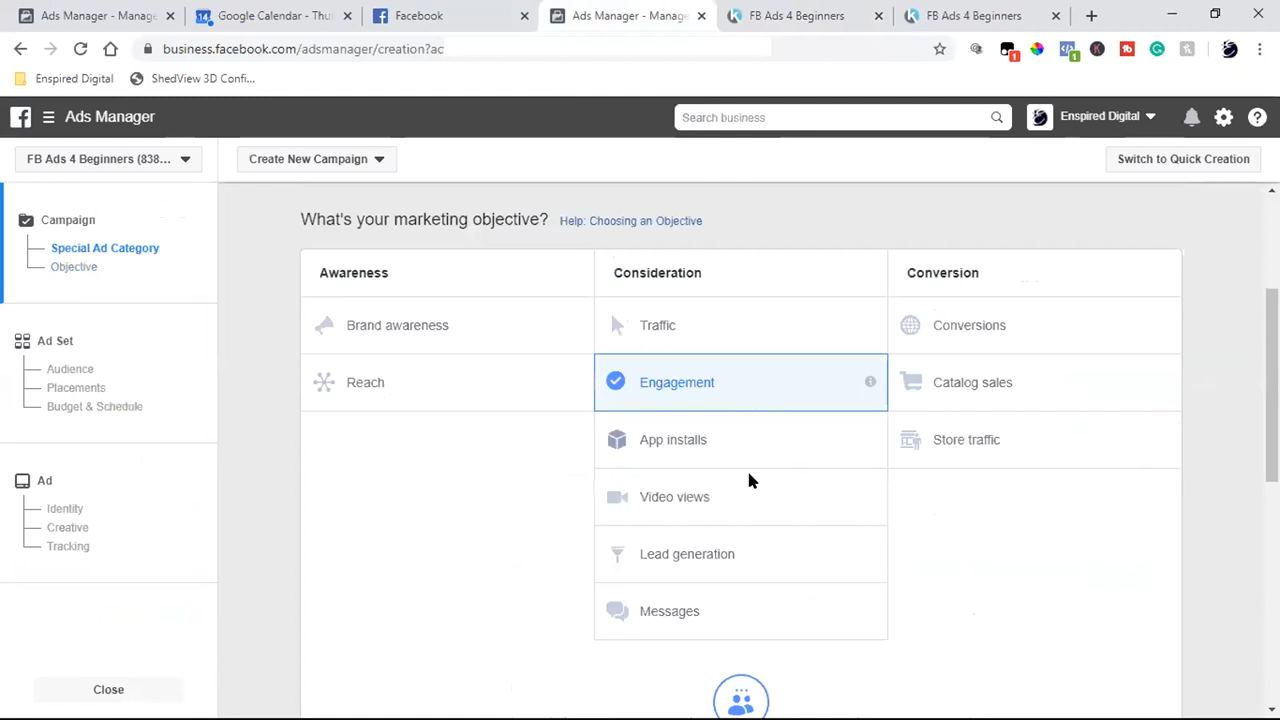 Ads Manager - Manage
Google Calendar - Thu
Facebook
Ads Manager - Manag
FB Ads 4 Beginners
FB Ads 4 Beginners
business.facebook.com/adsmanager/creation?ac
1
1
Enspired Digital
ShedView 3D Confi...
Ads Manager
Search business
Enspired Digital
FB Ads 4 Beginners (838...
Create New Campaign
Switch to Quick Creation
Campaign
Special Ad Category
Objective
Ad Set
Audience
Placements
Budget & Schedule
Ad
Identity
Creative
Tracking
Close
What's your marketing objective? Help: Choosing an Objective
Awareness
Consideration
Conversion
Brand awareness
Traffic
Conversions
Reach
Engagement
Catalog sales
App installs
Store traffic
Video views
Lead generation
Messages